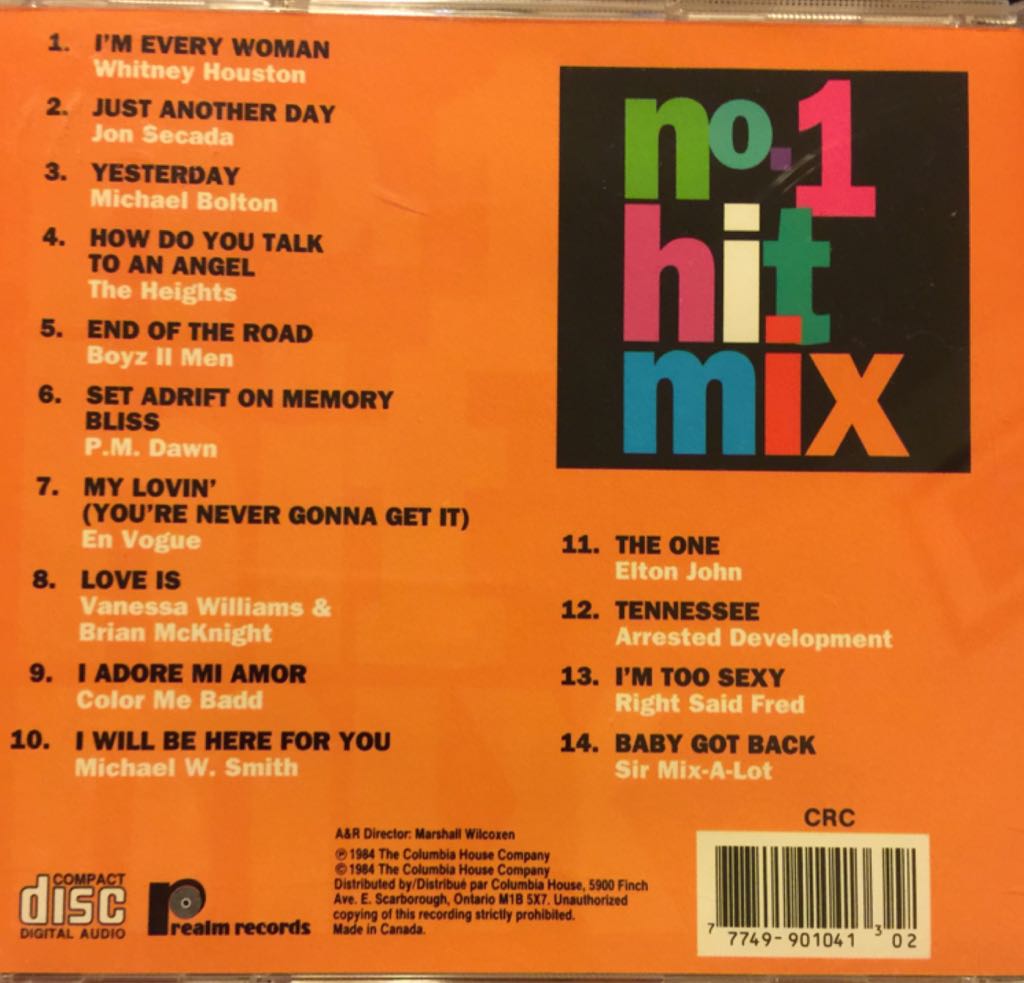 1. I'M EVERY WOMAN
Whitney Houston
2. JUST ANOTHER DAY
Jon Secada
3. YESTERDAY
Michael Bolton
4. HOW DO YOU TALK
TO AN ANGEL
The Heights
5. END OF THE ROAD
Boyz II Men
6. SET ADRIFT ON MEMORY
BLISS
P.M. Dawn
7. MY LOVIN'
(YOU'RE NEVER GONNA GET IT)
En Vogue
8. LOVE IS
Vanessa Williams &
Brian McKnight
9. I ADORE MI AMOR
Color Me Badd
10. I WILL BE HERE FOR YOU
Michael W. Smith
no.1
hit
mix
11. THE ONE
Elton John
12. TENNESSEE
Arrested Development
13. I'M TOO SEXY
Right Said Fred
14. BABY GOT BACK
Sir Mix-A-Lot
COMPACT
disc
DIGITAL AUDIO
realm records
A&R Director: Marshall Wilcoxen
℗ 1984 The Columbia House Company
© 1984 The Columbia House Company
Distributed by/Distribué par Columbia House, 5900 Finch
Ave. E. Scarborough, Ontario M1B 5X7. Unauthorized
copying of this recording strictly prohibited.
Made in Canada.
CRC
7 7749-901041 3 02